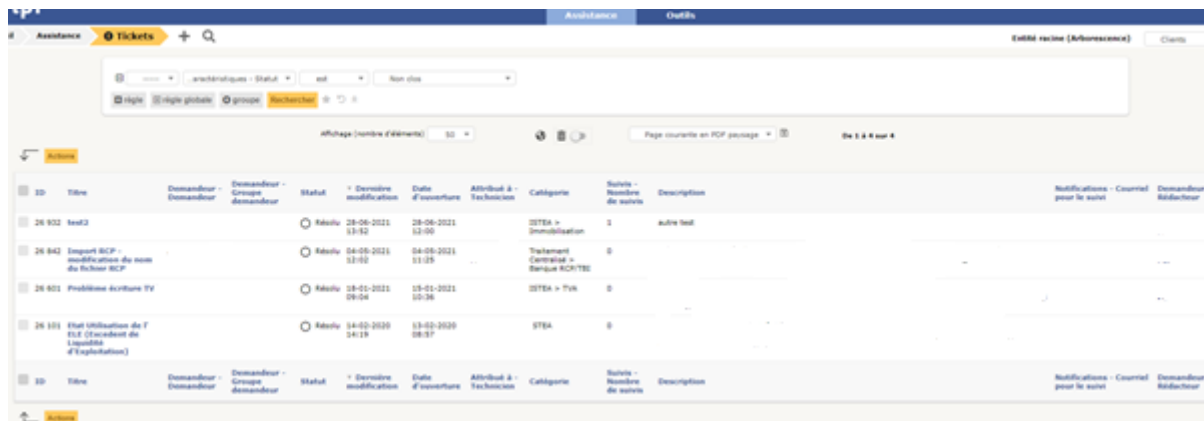 Assistance Outils
Assistance Tickets Entité racine (Arborescence) Clients
Caractéristiques - Statut est Non clos
règle règle globale groupe Rechercher
Affichage (nombre d'éléments) 50 Page courante en PDF paysage De 1 à 4 sur 4
Actions
ID Titre Demandeur - Demandeur Demandeur - Groupe demandeur Statut Dernière modification Date d'ouverture Attribué à - Technicien Catégorie Suivis - Nombre de suivis Description Notifications - Courriel pour le suivi Demandeur Rédacteur
26 932 test2 Résolu 28-06-2021 13:52 28-06-2021 12:00 ISTEA > Immobilisation 1 autre test
26 842 Import RCP - modification du nom du fichier RCP Résolu 04-05-2021 12:02 04-05-2021 11:25 Traitement Centralisé > Banque RCP/TEI 0
26 601 Problème écriture TV Résolu 18-01-2021 09:04 15-01-2021 10:36 ISTEA > TVA 0
26 101 Etat Utilisation de l' ELE (Excedent de Liquidité d'Exploitation) Résolu 14-02-2020 14:19 13-02-2020 08:57 STEA 0
ID Titre Demandeur - Demandeur Demandeur - Groupe demandeur Statut Dernière modification Date d'ouverture Attribué à - Technicien Catégorie Suivis - Nombre de suivis Description Notifications - Courriel pour le suivi Demandeur Rédacteur
Actions